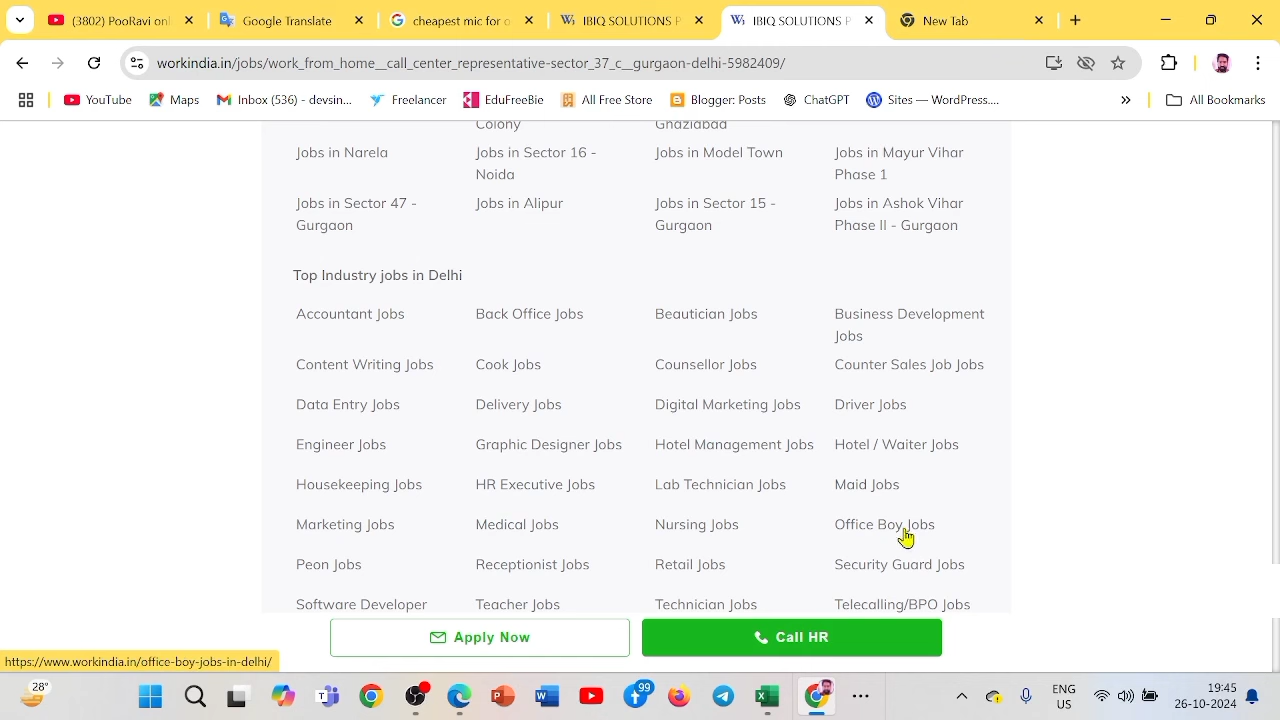 (3802) PooRavi onl
Google Translate
cheapest mic for o
IBIQ SOLUTIONS P
IBIQ SOLUTIONS P
New Tab
workindia.in/jobs/work_from_home__call_center_representative-sector_37_c__gurgaon-delhi-5982409/
YouTube
Maps
Inbox (536) - devsin...
Freelancer
EduFreeBie
All Free Store
Blogger: Posts
ChatGPT
Sites — WordPress....
All Bookmarks
Colony
Ghaziabad
Jobs in Narela
Jobs in Sector 16 -
Noida
Jobs in Model Town
Jobs in Mayur Vihar
Phase 1
Jobs in Sector 47 -
Gurgaon
Jobs in Alipur
Jobs in Sector 15 -
Gurgaon
Jobs in Ashok Vihar
Phase II - Gurgaon
Top Industry jobs in Delhi
Accountant Jobs
Back Office Jobs
Beautician Jobs
Business Development
Jobs
Content Writing Jobs
Cook Jobs
Counsellor Jobs
Counter Sales Job Jobs
Data Entry Jobs
Delivery Jobs
Digital Marketing Jobs
Driver Jobs
Engineer Jobs
Graphic Designer Jobs
Hotel Management Jobs
Hotel / Waiter Jobs
Housekeeping Jobs
HR Executive Jobs
Lab Technician Jobs
Maid Jobs
Marketing Jobs
Medical Jobs
Nursing Jobs
Office Boy Jobs
Peon Jobs
Receptionist Jobs
Retail Jobs
Security Guard Jobs
Software Developer
Teacher Jobs
Technician Jobs
Telecalling/BPO Jobs
Apply Now
Call HR
https://www.workindia.in/office-boy-jobs-in-delhi/
28°
99
ENG
US
19:45
26-10-2024